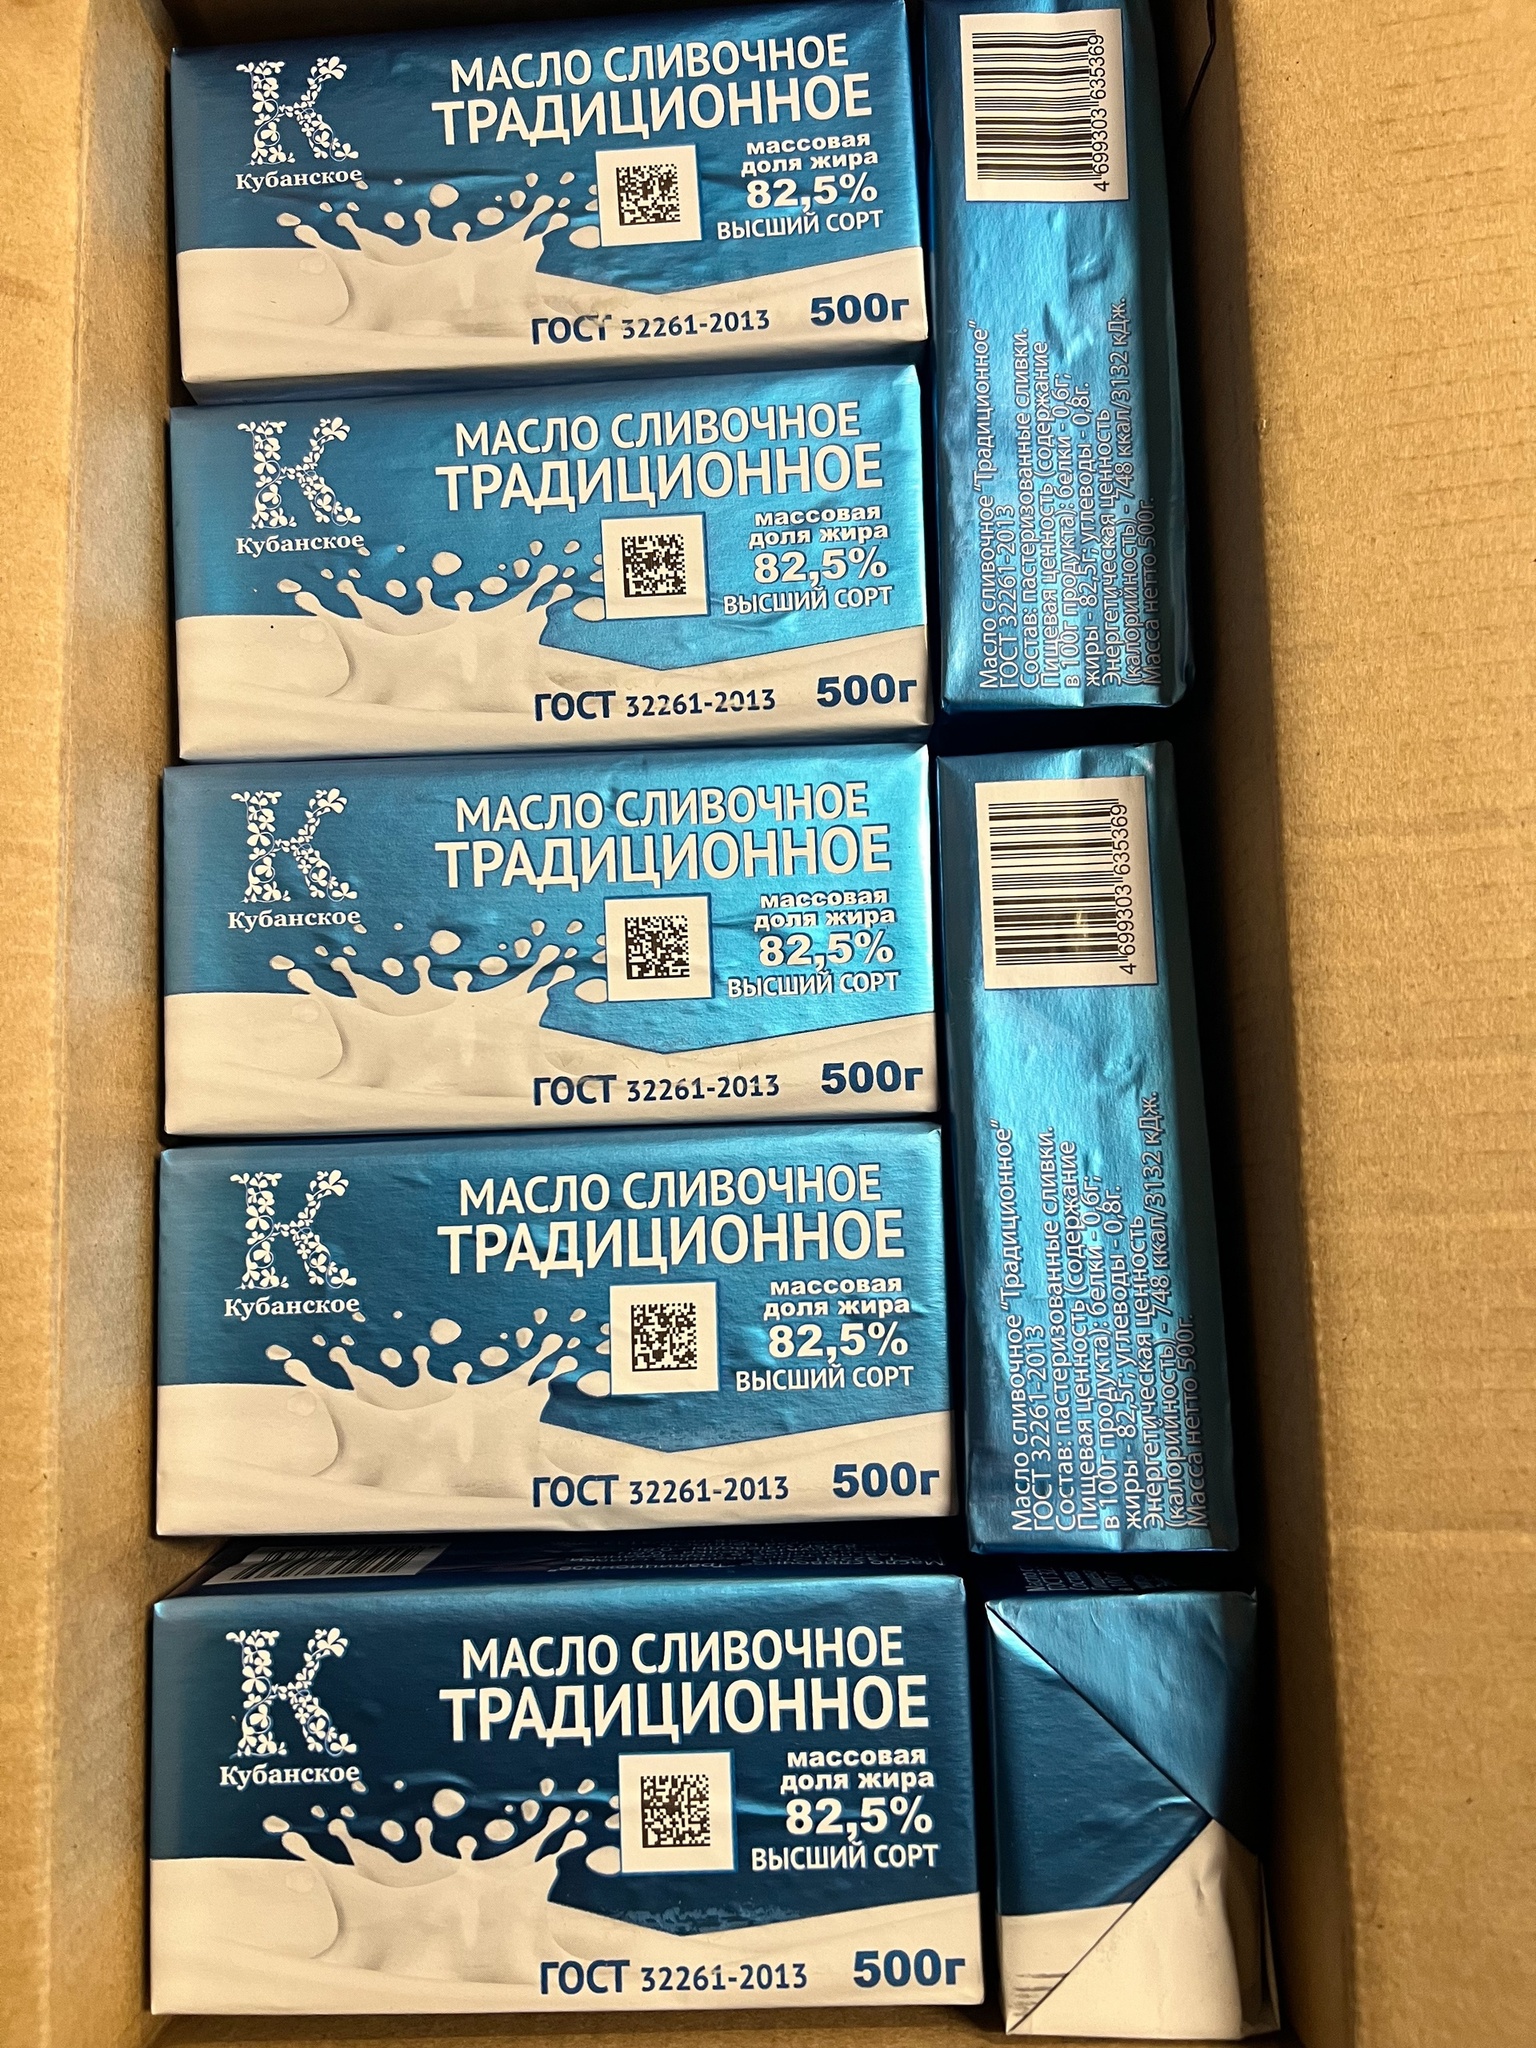 Кубанское
МАСЛО СЛИВОЧНОЕ
ТРАДИЦИОННОЕ
массовая
доля жира
82,5%
ВЫСШИЙ СОРТ
ГОСТ 32261-2013
500г
Кубанское
МАСЛО СЛИВОЧНОЕ
ТРАДИЦИОННОЕ
массовая
доля жира
82,5%
ВЫСШИЙ СОРТ
ГОСТ 32261-2013
500г
Кубанское
МАСЛО СЛИВОЧНОЕ
ТРАДИЦИОННОЕ
массовая
доля жира
82,5%
ВЫСШИЙ СОРТ
ГОСТ 32261-2013
500г
Кубанское
МАСЛО СЛИВОЧНОЕ
ТРАДИЦИОННОЕ
массовая
доля жира
82,5%
ВЫСШИЙ СОРТ
ГОСТ 32261-2013
500г
Кубанское
МАСЛО СЛИВОЧНОЕ
ТРАДИЦИОННОЕ
массовая
доля жира
82,5%
ВЫСШИЙ СОРТ
ГОСТ 32261-2013
500г
4 699303 635369
Масло сливочное "Традиционное"
ГОСТ 32261-2013
Состав: пастеризованные сливки.
Пищевая ценность (содержание
в 100г продукта): белки - 0,6г;
жиры - 82,5г; углеводы - 0,8г.
Энергетическая ценность
(калорийность) - 748 ккал/3132 кДж.
Масса нетто 500г.
4 699303 635369
Масло сливочное "Традиционное"
ГОСТ 32261-2013
Состав: пастеризованные сливки.
Пищевая ценность (содержание
в 100г продукта): белки - 0,6г;
жиры - 82,5г; углеводы - 0,8г.
Энергетическая ценность
(калорийность) - 748 ккал/3132 кДж.
Масса нетто 500г.